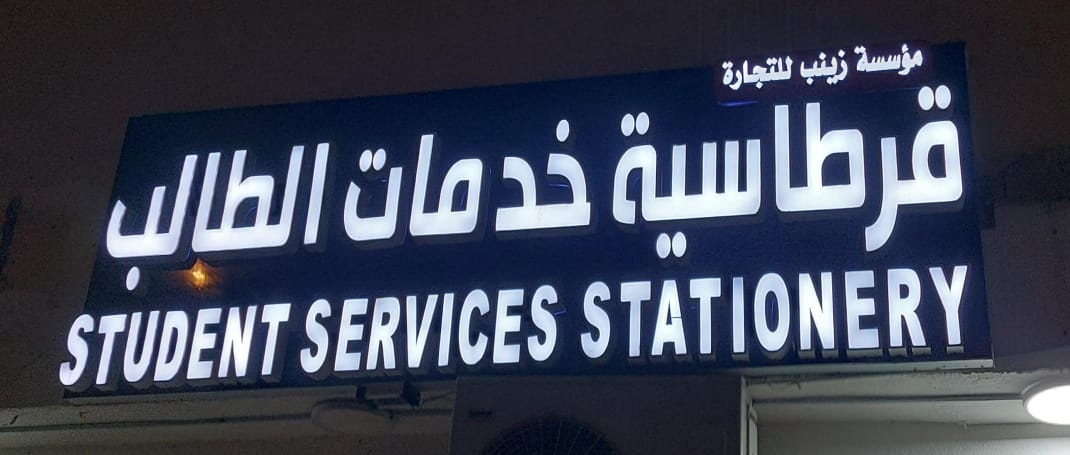 مؤسسة زينب للتجارة
قرطاسية خدمات الطالب
STUDENT SERVICES STATIONERY